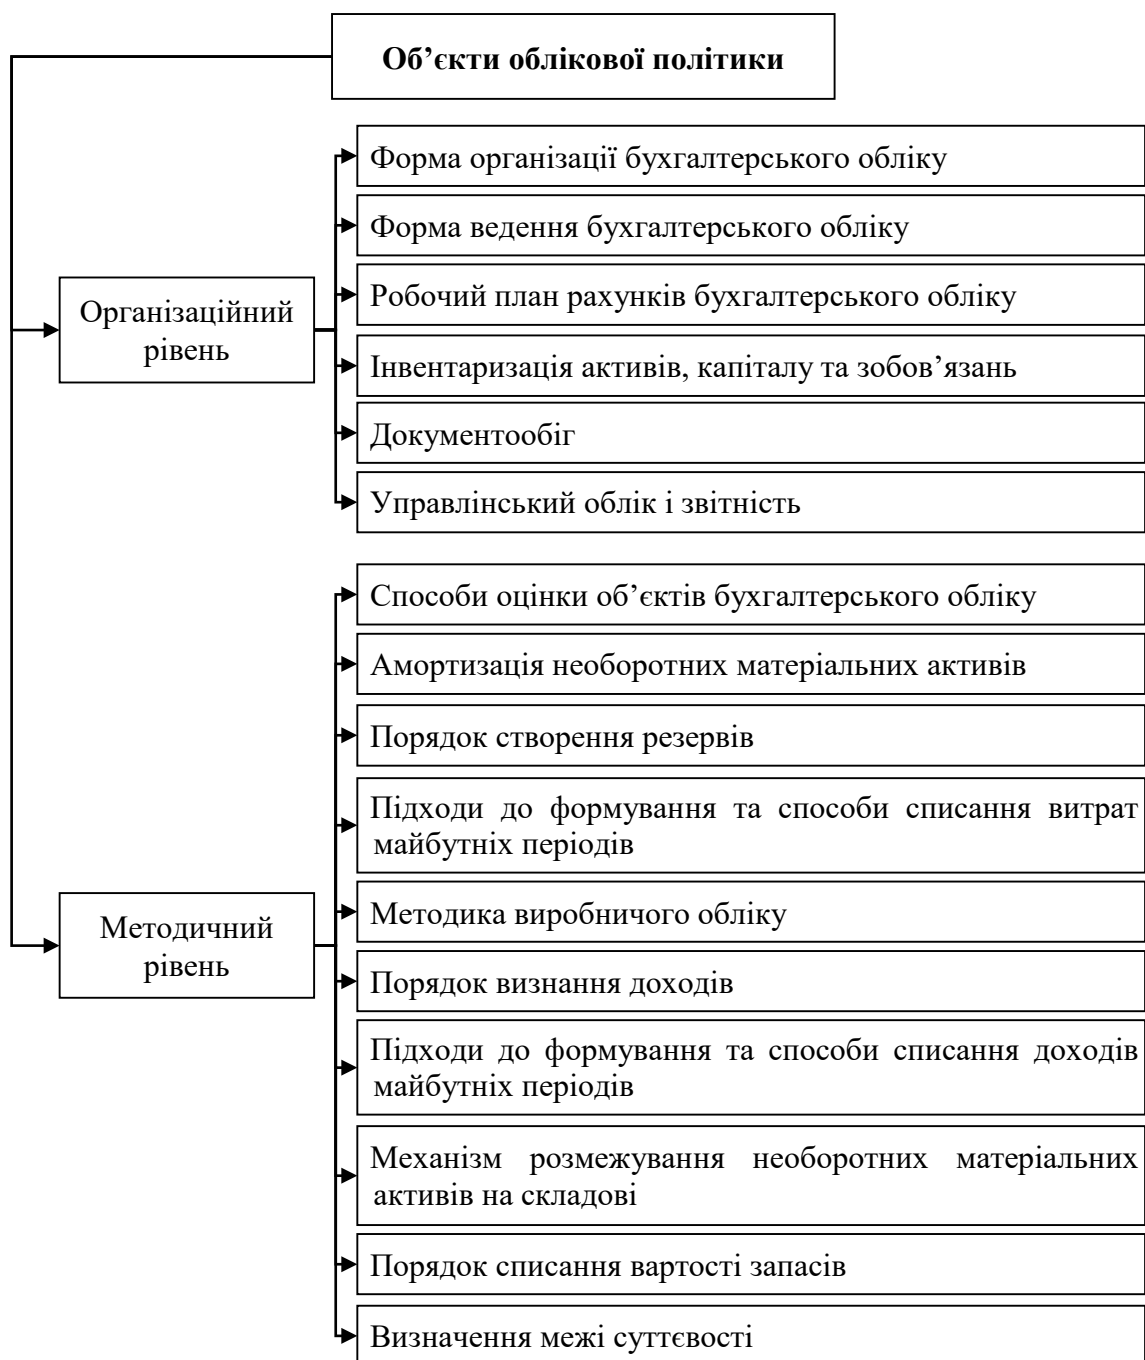 Об’єкти облікової політики
Організаційний
рівень
Форма організації бухгалтерського обліку
Форма ведення бухгалтерського обліку
Робочий план рахунків бухгалтерського обліку
Інвентаризація активів, капіталу та зобов’язань
Документообіг
Управлінський облік і звітність
Методичний
рівень
Способи оцінки об’єктів бухгалтерського обліку
Амортизація необоротних матеріальних активів
Порядок створення резервів
Підходи до формування та способи списання витрат
майбутніх періодів
Методика виробничого обліку
Порядок визнання доходів
Підходи до формування та способи списання доходів
майбутніх періодів
Механізм розмежування необоротних матеріальних
активів на складові
Порядок списання вартості запасів
Визначення межі суттєвості